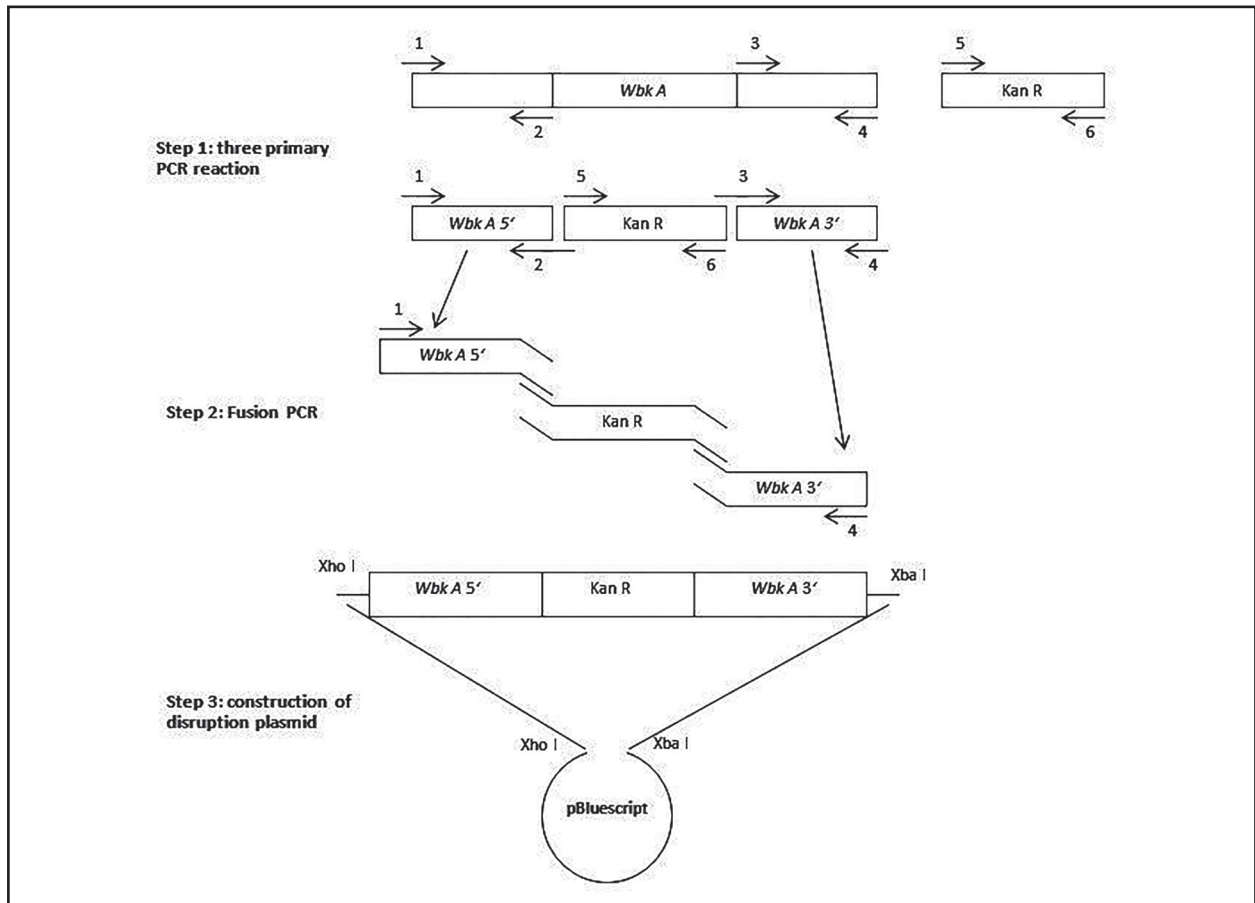 1
3
5
Wbk A
Kan R
2
4
6
Step 1: three primary
PCR reaction
1
5
3
Wbk A 5′
Kan R
Wbk A 3′
2
6
4
1
Wbk A 5′
Step 2: Fusion PCR
Kan R
Wbk A 3′
4
Xho I
Xba I
Wbk A 5′
Kan R
Wbk A 3′
Step 3: construction of
disruption plasmid
Xho I
Xba I
pBluescript